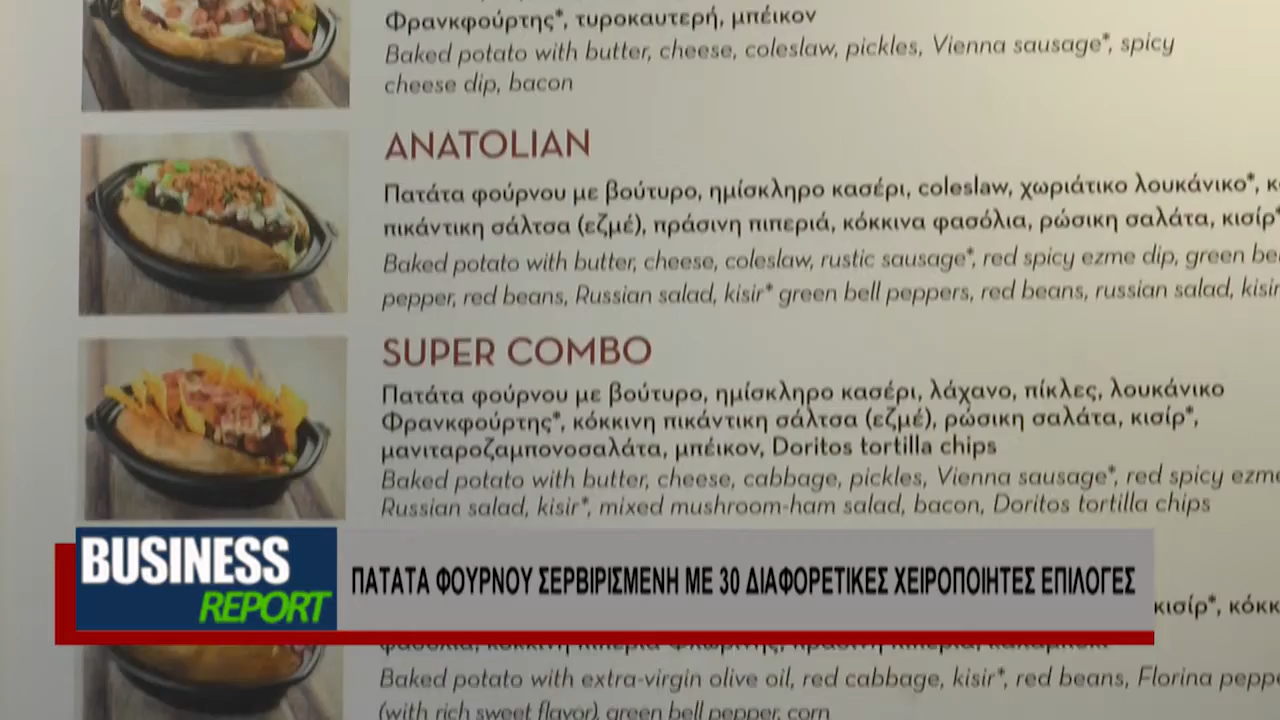 Φρανκφούρτης*, τυροκαυτερή, μπέικον
Baked potato with butter, cheese, coleslaw, pickles, Vienna sausage*, spicy
cheese dip, bacon
ANATOLIAN
Πατάτα φούρνου με βούτυρο, ημίσκληρο κασέρι, coleslaw, χωριάτικο λουκάνικο*,
πικάντικη σάλτσα (εζμέ), πράσινη πιπεριά, κόκκινα φασόλια, ρώσικη σαλάτα, κισίρ*
Baked potato with butter, cheese, coleslaw, rustic sausage*, red spicy ezme dip, green
pepper, red beans, Russian salad, kisir* green bell peppers, red beans, russian salad, kisir
SUPER COMBO
Πατάτα φούρνου με βούτυρο, ημίσκληρο κασέρι, λάχανο, πίκλες, λουκάνικο
Φρανκφούρτης*, κόκκινη πικάντικη σάλτσα (εζμέ), ρώσικη σαλάτα, κισίρ*,
μανιταροζαμπονοσαλάτα, μπέικον, Doritos tortilla chips
Baked potato with butter, cheese, cabbage, pickles, Vienna sausage*, red spicy ezme
Russian salad, kisir*, mixed mushroom-ham salad, bacon, Doritos tortilla chips
BUSINESS
REPORT
ΠΑΤΑΤΑ ΦΟΥΡΝΟΥ ΣΕΡΒΙΡΙΣΜΕΝΗ ΜΕ 30 ΔΙΑΦΟΡΕΤΙΚΕΣ ΧΕΙΡΟΠΟΙΗΤΕΣ ΕΠΙΛΟΓΕΣ
κισίρ*,
Baked potato with extra-virgin olive oil, red cabbage, kisir*, red beans, Florina
(with rich sweet flavor), green bell pepper, corn